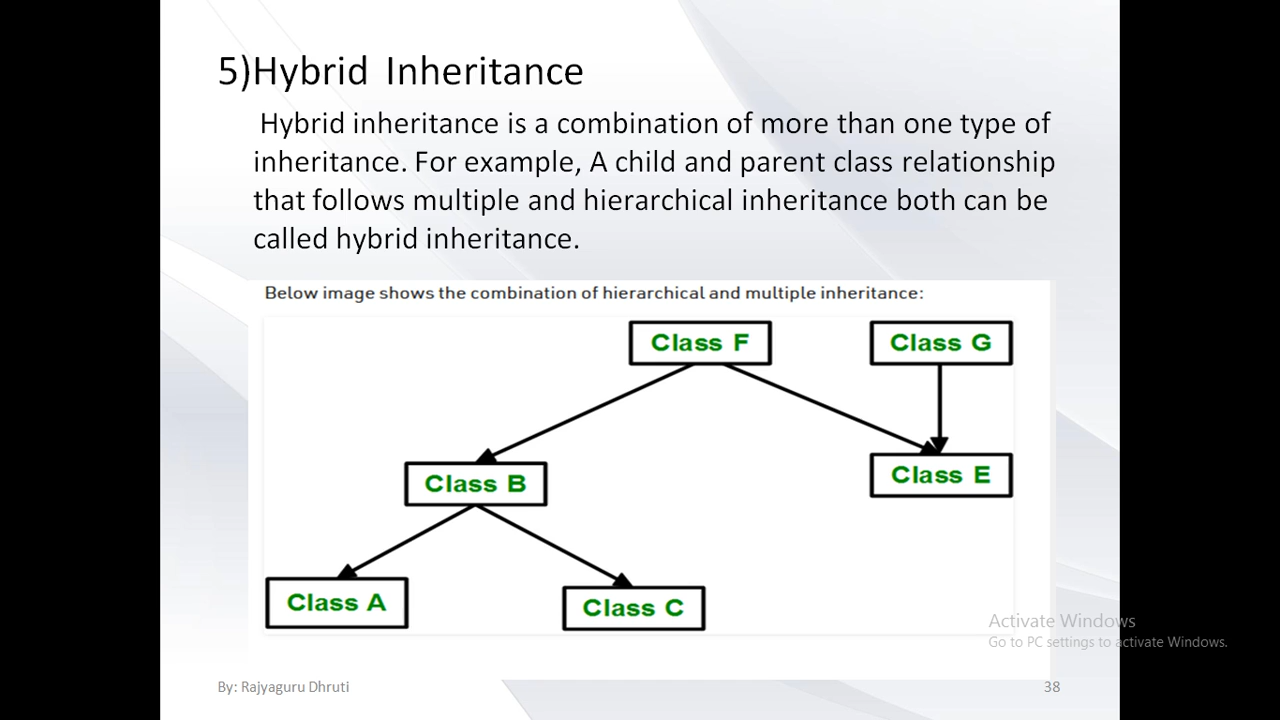 5)Hybrid Inheritance
Hybrid inheritance is a combination of more than one type of
inheritance. For example, A child and parent class relationship
that follows multiple and hierarchical inheritance both can be
called hybrid inheritance.
Below image shows the combination of hierarchical and multiple inheritance:
Class F
Class G
Class B
Class E
Class A
Class C
Activate Windows
Go to PC settings to activate Windows.
By: Rajyaguru Dhruti
38